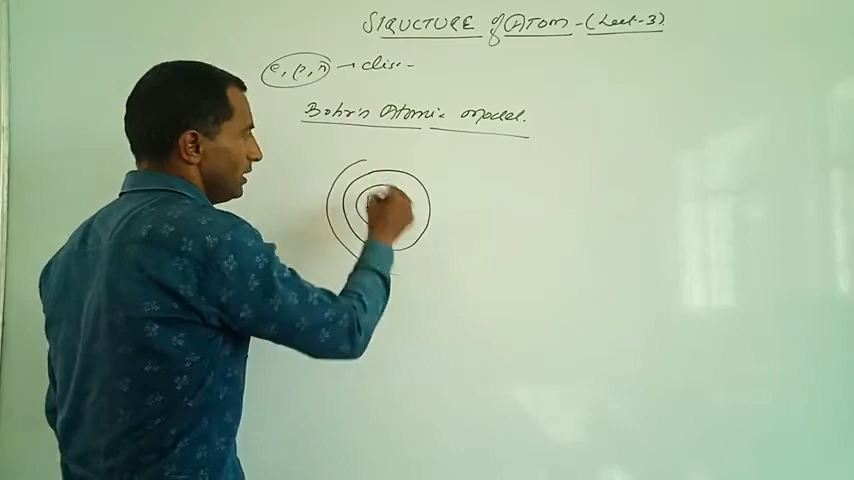 STRUCTURE of ATOM - (Lect-3)
e, p, n → disc -
Bohr's Atomic model.